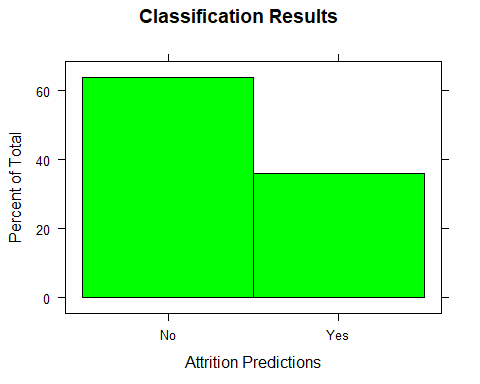 Classification Results
Percent of Total
60
40
20
0
No Yes
Attrition Predictions